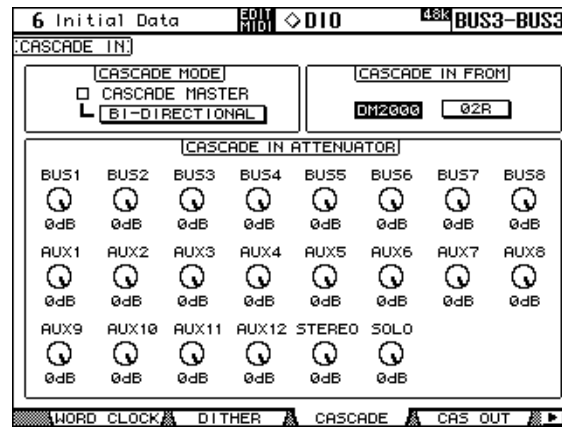 6 Initial Data EDIT MIDI ◇DIO 48k BUS3-BUS3
CASCADE IN
CASCADE MODE
CASCADE MASTER
BI-DIRECTIONAL
CASCADE IN FROM
DM2000 02R
CASCADE IN ATTENUATOR
BUS1 BUS2 BUS3 BUS4 BUS5 BUS6 BUS7 BUS8
0dB 0dB 0dB 0dB 0dB 0dB 0dB 0dB
AUX1 AUX2 AUX3 AUX4 AUX5 AUX6 AUX7 AUX8
0dB 0dB 0dB 0dB 0dB 0dB 0dB 0dB
AUX9 AUX10 AUX11 AUX12 STEREO SOLO
0dB 0dB 0dB 0dB 0dB 0dB
WORD CLOCK DITHER CASCADE CAS OUT